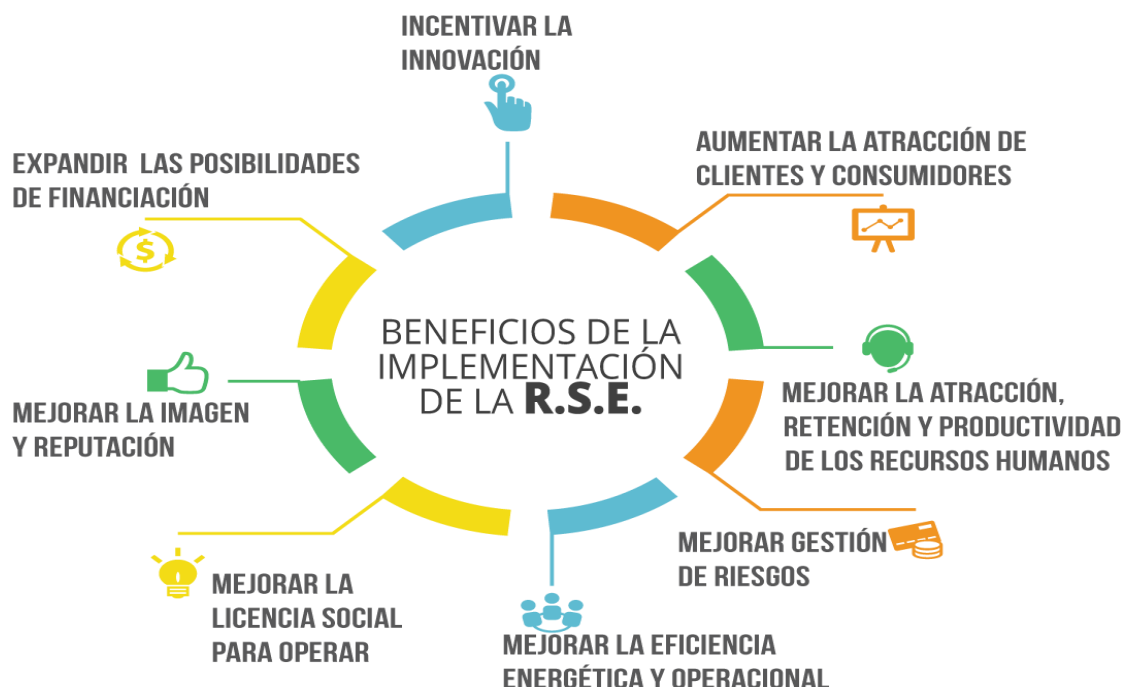 INCENTIVAR LA
INNOVACIÓN
AUMENTAR LA ATRACCIÓN DE
CLIENTES Y CONSUMIDORES
EXPANDIR LAS POSIBILIDADES
DE FINANCIACIÓN
$
BENEFICIOS DE LA
IMPLEMENTACIÓN
DE LA R.S.E.
MEJORAR LA ATRACCIÓN,
RETENCIÓN Y PRODUCTIVIDAD
DE LOS RECURSOS HUMANOS
MEJORAR LA IMAGEN
Y REPUTACIÓN
MEJORAR GESTIÓN
DE RIESGOS
MEJORAR LA
LICENCIA SOCIAL
PARA OPERAR
MEJORAR LA EFICIENCIA
ENERGÉTICA Y OPERACIONAL